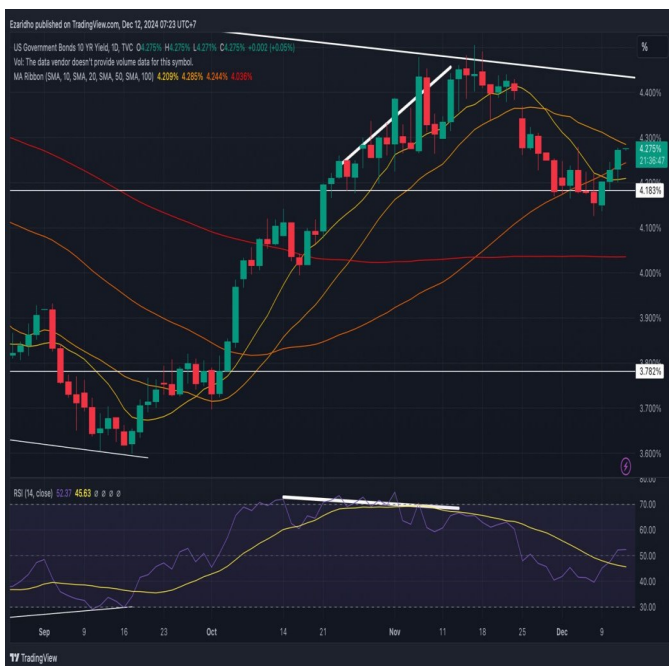 Ezaridho published on TradingView.com, Dec 12, 2024 07:23 UTC+7
US Government Bonds 10 YR Yield, 1D, TVC O4.275% H4.275% L4.271% C4.275% +0.002 (+0.05%)
%
Vol: The data vendor doesn't provide volume data for this symbol.
MA Ribbon (SMA, 10, SMA, 20, SMA, 50, SMA, 100) 4.209% 4.285% 4.244% 4.036%
4.400%
4.300%
4.275%
21:36:47
4.200%
4.183%
4.100%
4.000%
3.900%
3.800%
3.782%
3.700%
3.600%
80.00
RSI (14, close) 52.37 45.63 ø ø ø ø
70.00
60.00
50.00
40.00
30.00
Sep 9 16 23 Oct 14 21 Nov 11 18 25 Dec 9
TradingView